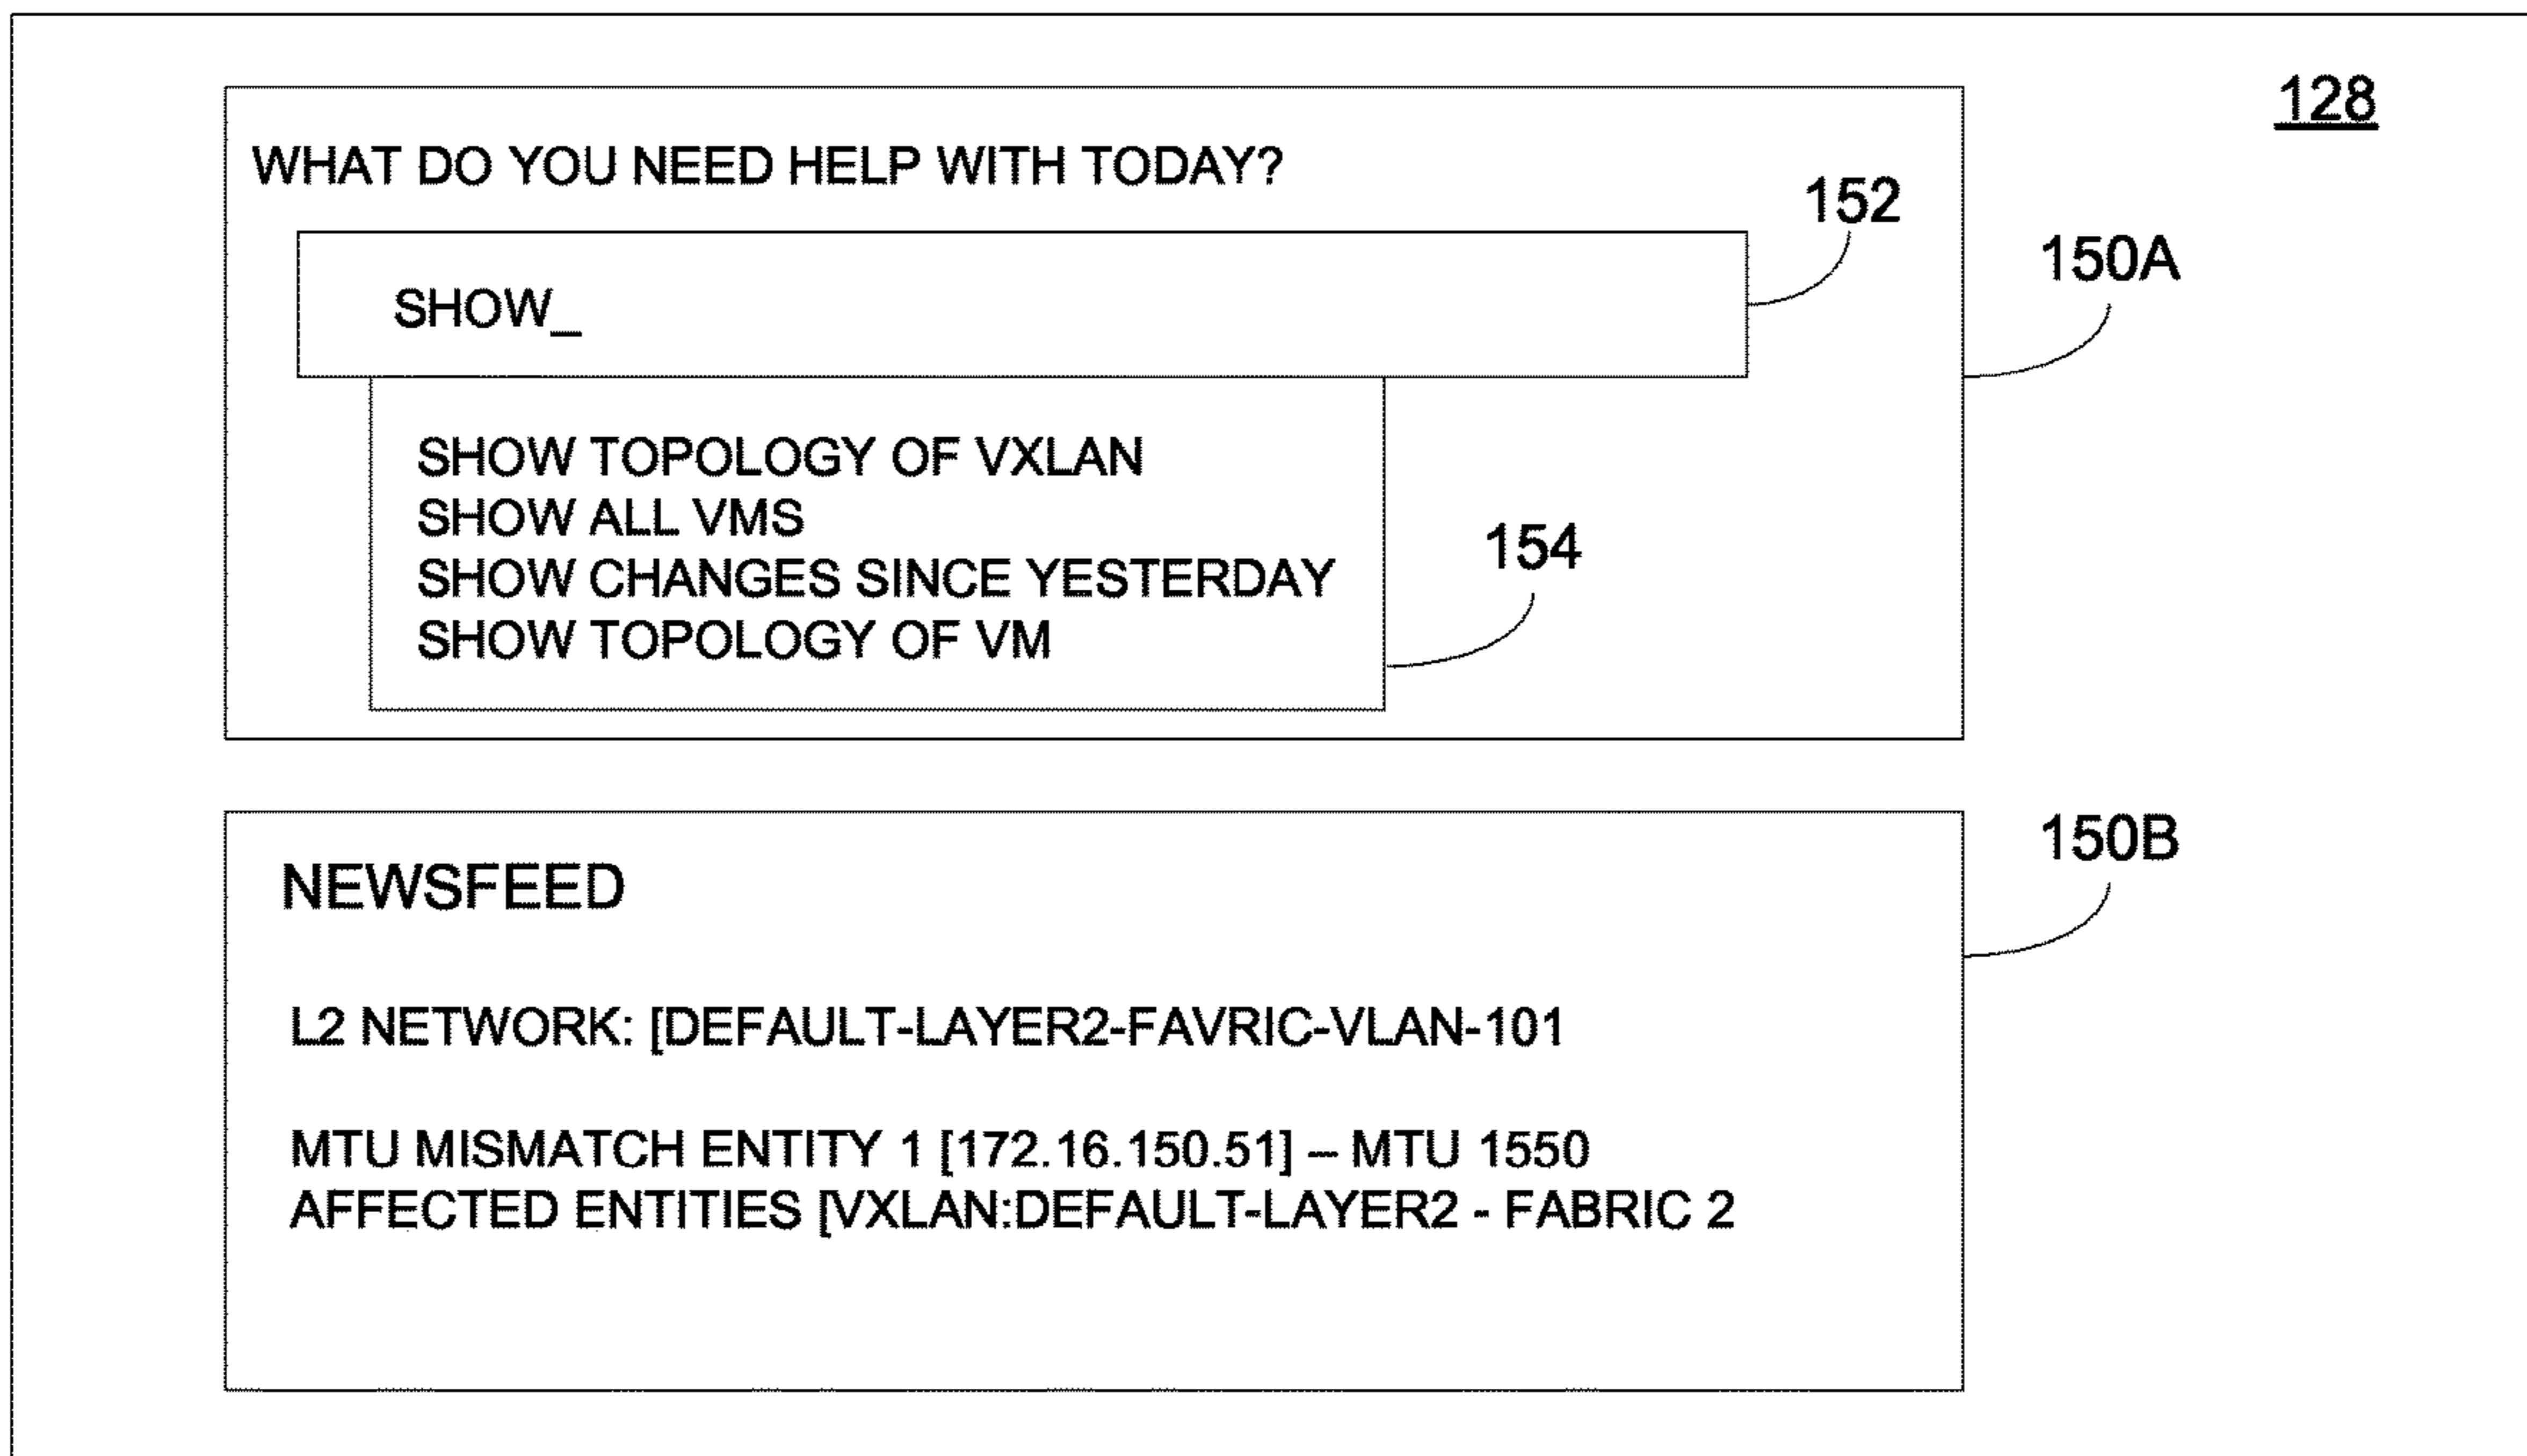 128
WHAT DO YOU NEED HELP WITH TODAY?
152
150A
SHOW_
SHOW TOPOLOGY OF VXLAN
SHOW ALL VMS
154
SHOW CHANGES SINCE YESTERDAY
SHOW TOPOLOGY OF VM
150B
NEWSFEED
L2 NETWORK: [DEFAULT-LAYER2-FAVRIC-VLAN-101
MTU MISMATCH ENTITY 1 [172.16.150.51] – MTU 1550
AFFECTED ENTITIES [VXLAN:DEFAULT-LAYER2 - FABRIC 2